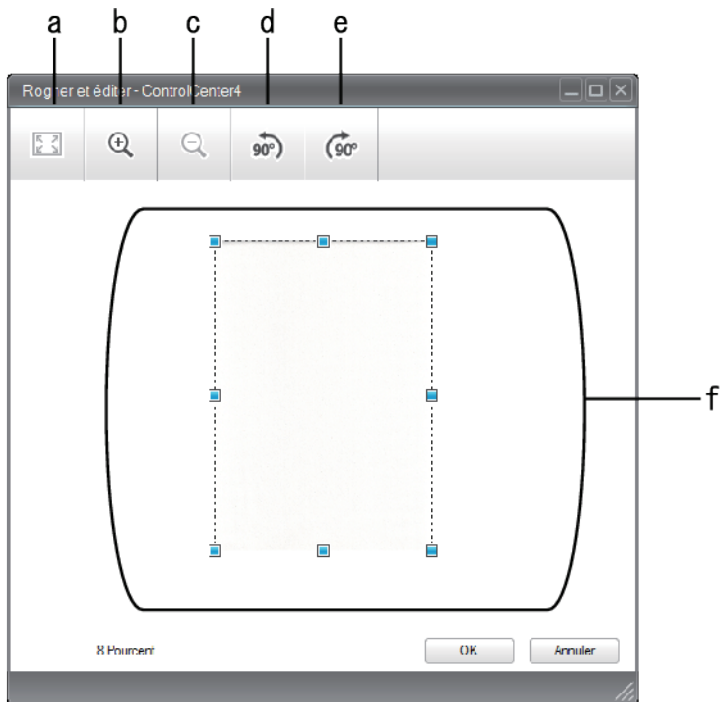 a b c d e
Rogner et éditer - ControlCenter4
90° 90°
f
8 Pourcent
OK Annuler